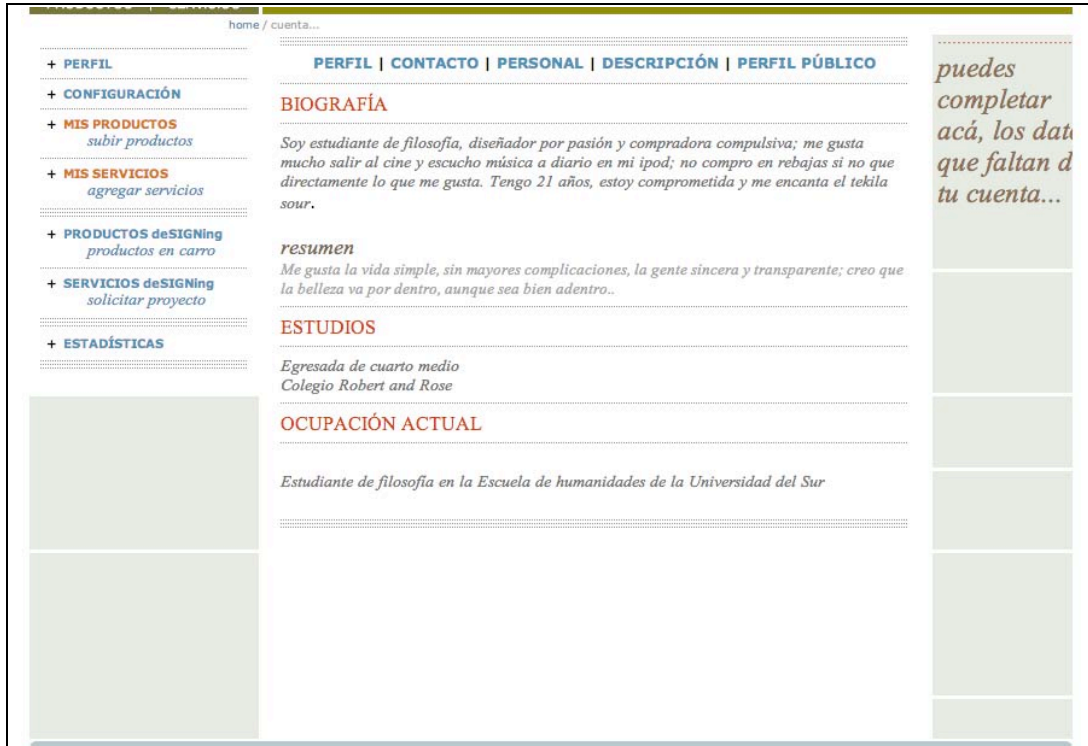 PRODUCTOS | SERVICIOS
home / cuenta...
+ PERFIL
+ CONFIGURACIÓN
+ MIS PRODUCTOS
subir productos
+ MIS SERVICIOS
agregar servicios
+ PRODUCTOS deSIGNing
productos en carro
+ SERVICIOS deSIGNing
solicitar proyecto
+ ESTADÍSTICAS
PERFIL | CONTACTO | PERSONAL | DESCRIPCIÓN | PERFIL PÚBLICO
BIOGRAFÍA
Soy estudiante de filosofía, diseñador por pasión y compradora compulsiva; me gusta
mucho salir al cine y escucho música a diario en mi ipod; no compro en rebajas si no que
directamente lo que me gusta. Tengo 21 años, estoy comprometida y me encanta el tekila
sour.
resumen
Me gusta la vida simple, sin mayores complicaciones, la gente sincera y transparente; creo que
la belleza va por dentro, aunque sea bien adentro..
ESTUDIOS
Egresada de cuarto medio
Colegio Robert and Rose
OCUPACIÓN ACTUAL
Estudiante de filosofía en la Escuela de humanidades de la Universidad del Sur
puedes
completar
acá, los dato
que faltan d
tu cuenta...